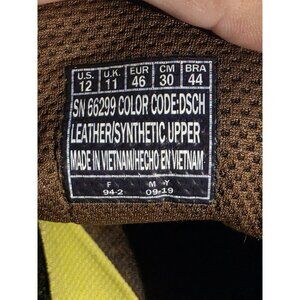 U.S. U.K. EUR CM BRA
12 11 46 30 44
SN 66299 COLOR CODE:DSCH
LEATHER/SYNTHETIC UPPER
MADE IN VIETNAM/HECHO EN VIETNAM
F M Y
94-2 09-19